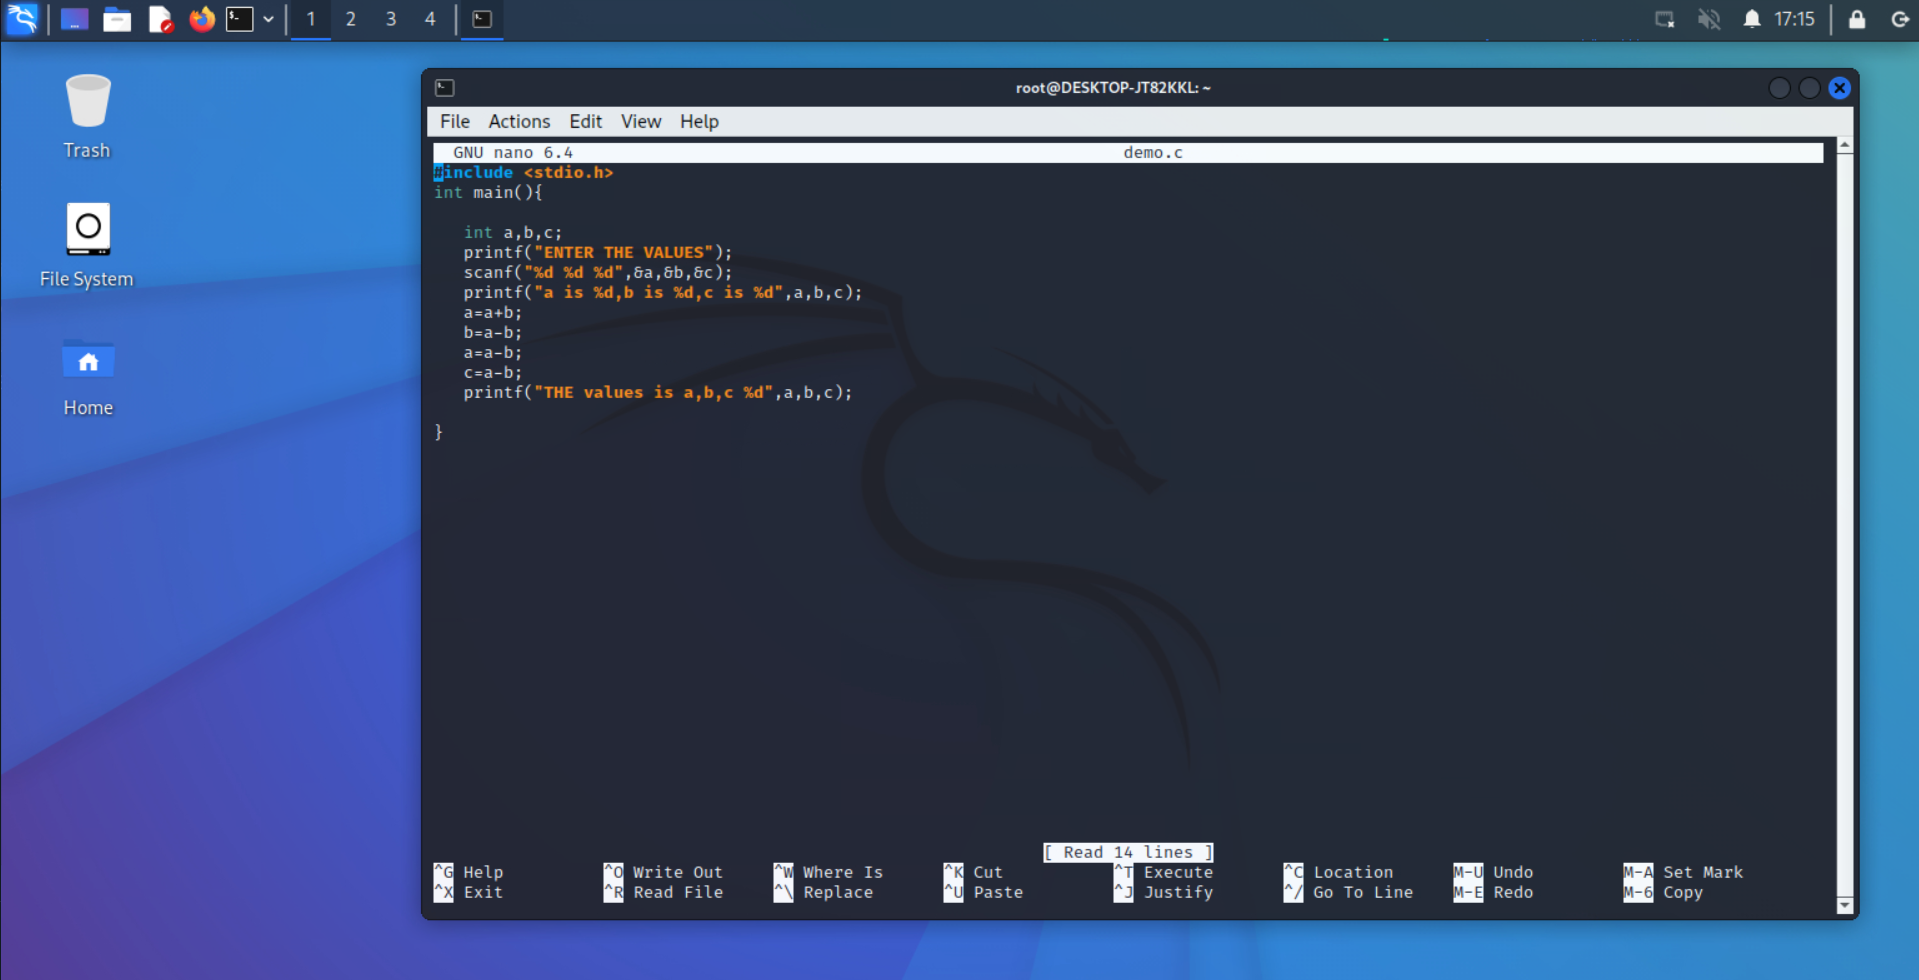 1 2 3 4 17:15
Trash
File System
Home
root@DESKTOP-JT82KKL: ~
File Actions Edit View Help
GNU nano 6.4 demo.c
#include <stdio.h>
int main(){
int a,b,c;
printf("ENTER THE VALUES");
scanf("%d %d %d",&a,&b,&c);
printf("a is %d,b is %d,c is %d",a,b,c);
a=a+b;
b=a-b;
a=a-b;
c=a-b;
printf("THE values is a,b,c %d",a,b,c);
}
[ Read 14 lines ]
^G Help ^O Write Out ^W Where Is ^K Cut ^T Execute ^C Location M-U Undo M-A Set Mark
^X Exit ^R Read File ^\ Replace ^U Paste ^J Justify ^/ Go To Line M-E Redo M-6 Copy